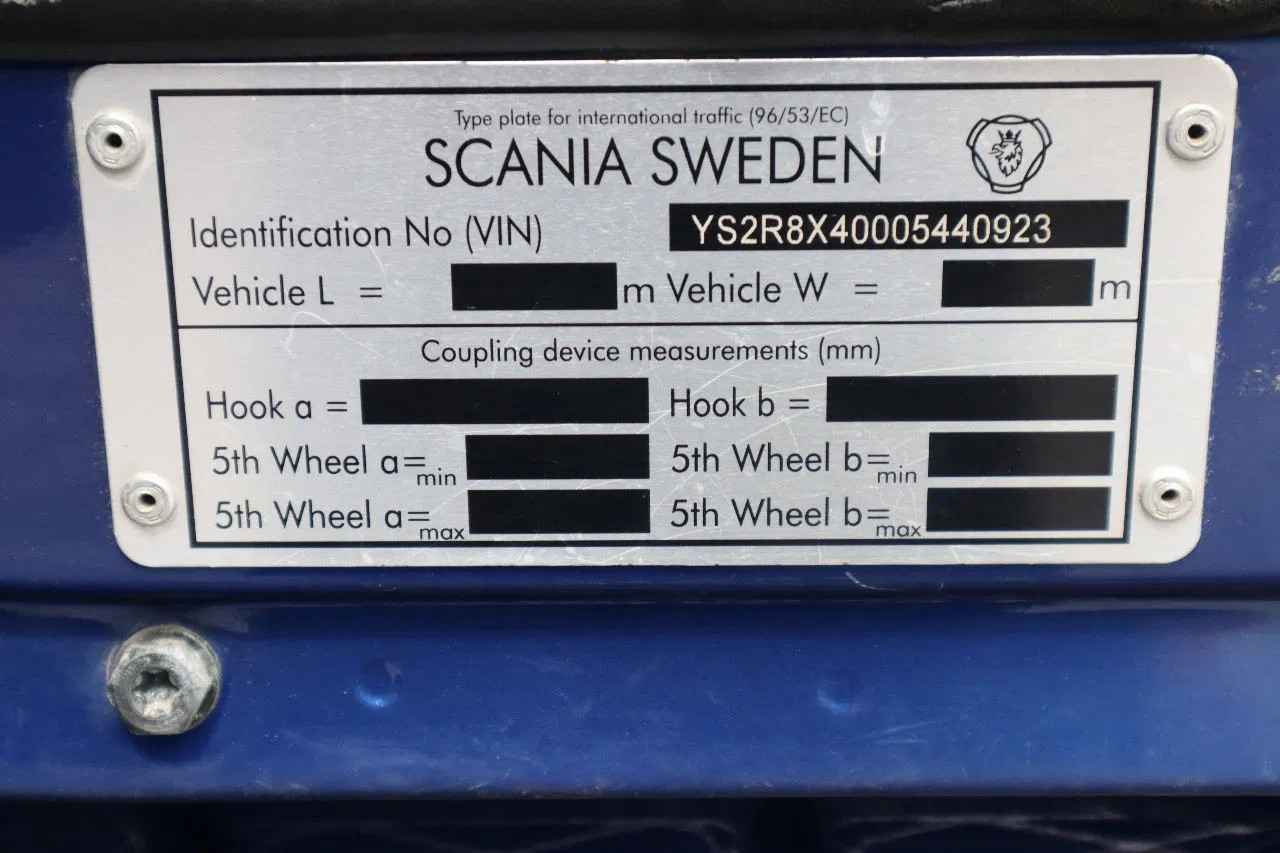 Type plate for international traffic (96/53/EC)
SCANIA SWEDEN
Identification No (VIN) YS2R8X40005440923
Vehicle L = m Vehicle W = m
Coupling device measurements (mm)
Hook a = Hook b =
5th Wheel a=min 5th Wheel b=min
5th Wheel a=max 5th Wheel b=max